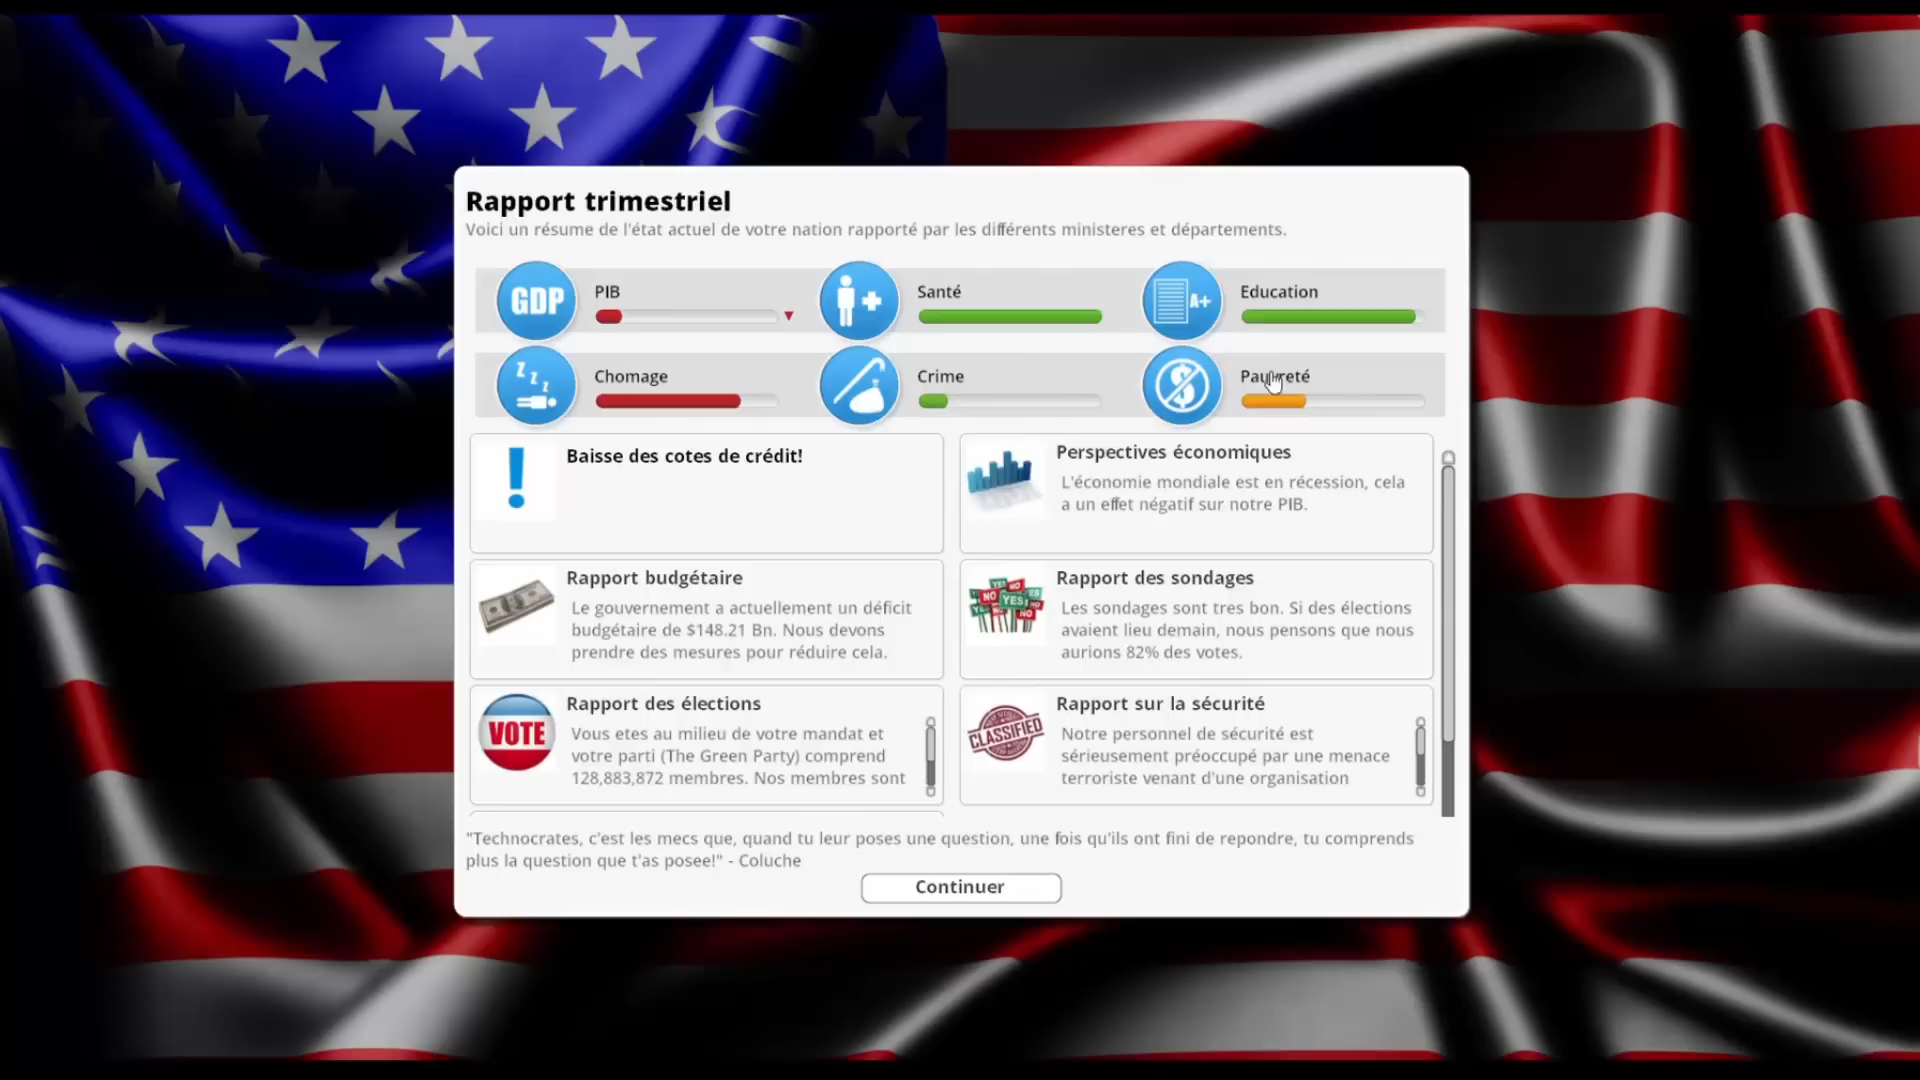 Rapport trimestriel
Voici un résume de l'état actuel de votre nation rapporté par les différents ministeres et départements.
GDP
PIB
Santé
A+
Education
Z Z Z
Chomage
Crime
$
Pauvreté
!
Baisse des cotes de crédit!
Perspectives économiques
L'économie mondiale est en récession, cela
a un effet négatif sur notre PIB.
Rapport budgétaire
Le gouvernement a actuellement un déficit
budgétaire de $148.21 Bn. Nous devons
prendre des mesures pour réduire cela.
YES NO
NO YES YES
NO
Rapport des sondages
Les sondages sont tres bon. Si des élections
avaient lieu demain, nous pensons que nous
aurions 82% des votes.
VOTE
Rapport des élections
Vous etes au milieu de votre mandat et
votre parti (The Green Party) comprend
128,883,872 membres. Nos membres sont
CLASSIFIED
Rapport sur la sécurité
Notre personnel de sécurité est
sérieusement préoccupé par une menace
terroriste venant d'une organisation
"Technocrates, c'est les mecs que, quand tu leur poses une question, une fois qu'ils ont fini de repondre, tu comprends
plus la question que t'as posee!" - Coluche
Continuer